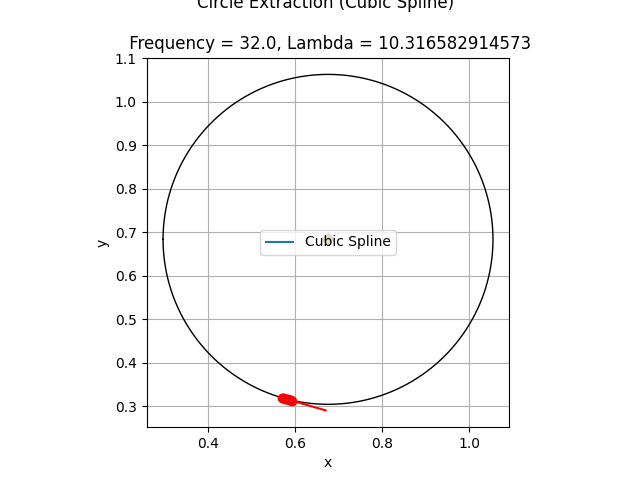 Circle Extraction (Cubic Spline)
Frequency = 32.0, Lambda = 10.316582914573
1.1
1.0
0.9
0.8
0.7
0.6
0.5
0.4
0.3
y
Cubic Spline
0.4 0.6 0.8 1.0
x